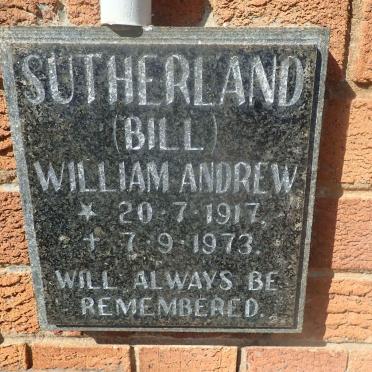 SUTHERLAND
(BILL)
WILLIAM ANDREW
* 20·7·1917.
+ 7·9·1973.
WILL ALWAYS BE
REMEMBERED.